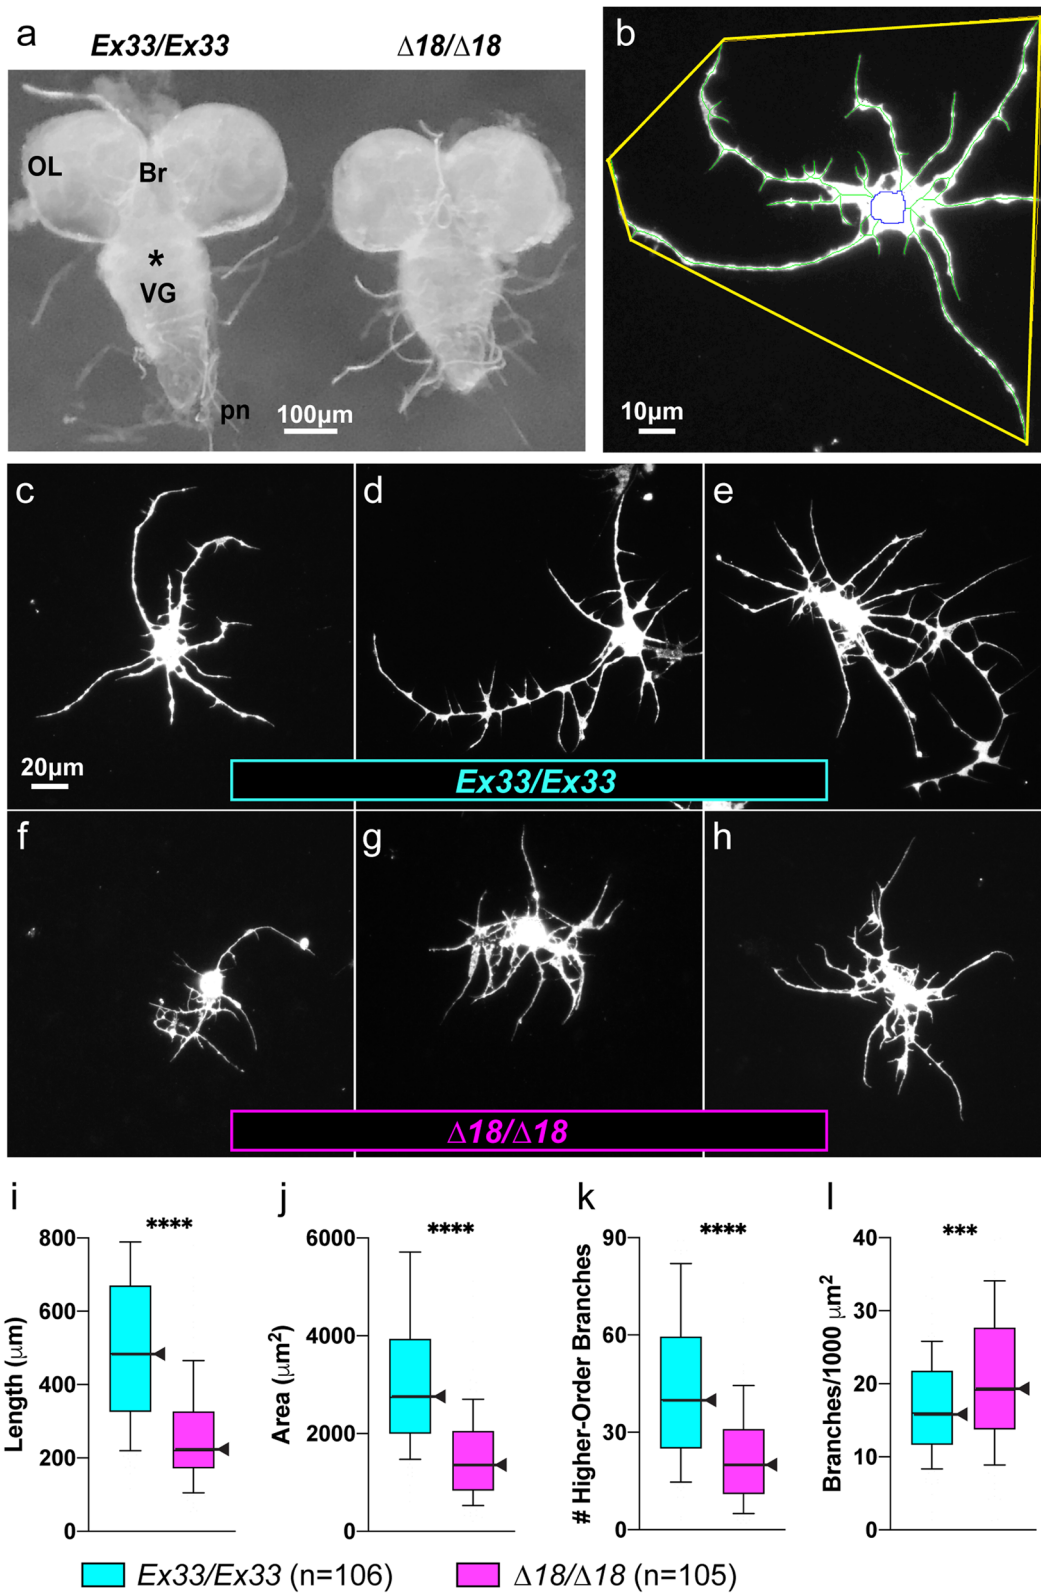 a
Ex33/Ex33
Δ18/Δ18
OL
Br
*
VG
pn
100µm
b
10µm
c
d
e
20µm
Ex33/Ex33
f
g
h
Δ18/Δ18
i
****
Length (µm)
800
600
400
200
0
j
****
Area (µm²)
6000
4000
2000
0
k
****
# Higher-Order Branches
90
60
30
0
l
***
Branches/1000 µm²
40
30
20
10
0
Ex33/Ex33 (n=106)
Δ18/Δ18 (n=105)